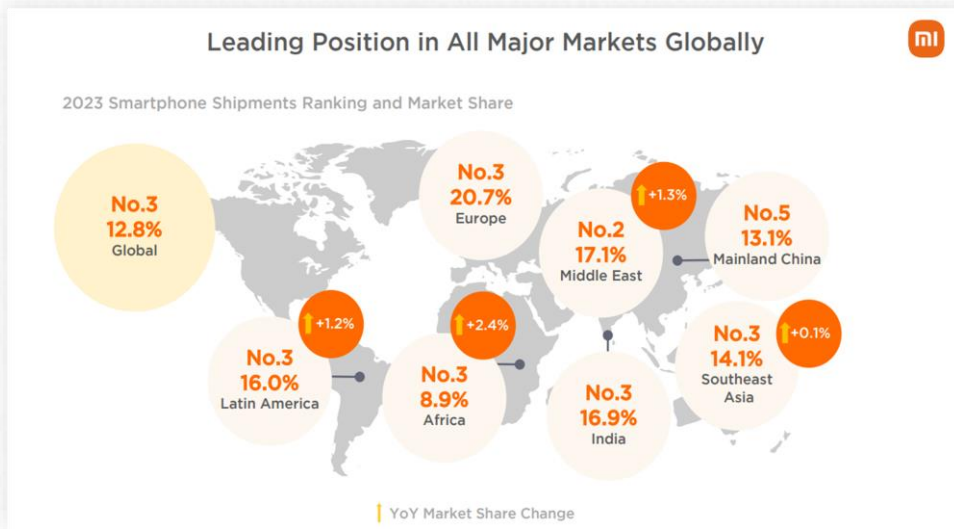 Leading Position in All Major Markets Globally
mi
2023 Smartphone Shipments Ranking and Market Share
No.3
12.8%
Global
No.3
20.7%
Europe
No.2
17.1%
Middle East
+1.3%
No.5
13.1%
Mainland China
No.3
16.0%
Latin America
+1.2%
No.3
8.9%
Africa
+2.4%
No.3
16.9%
India
No.3
14.1%
Southeast
Asia
+0.1%
YoY Market Share Change